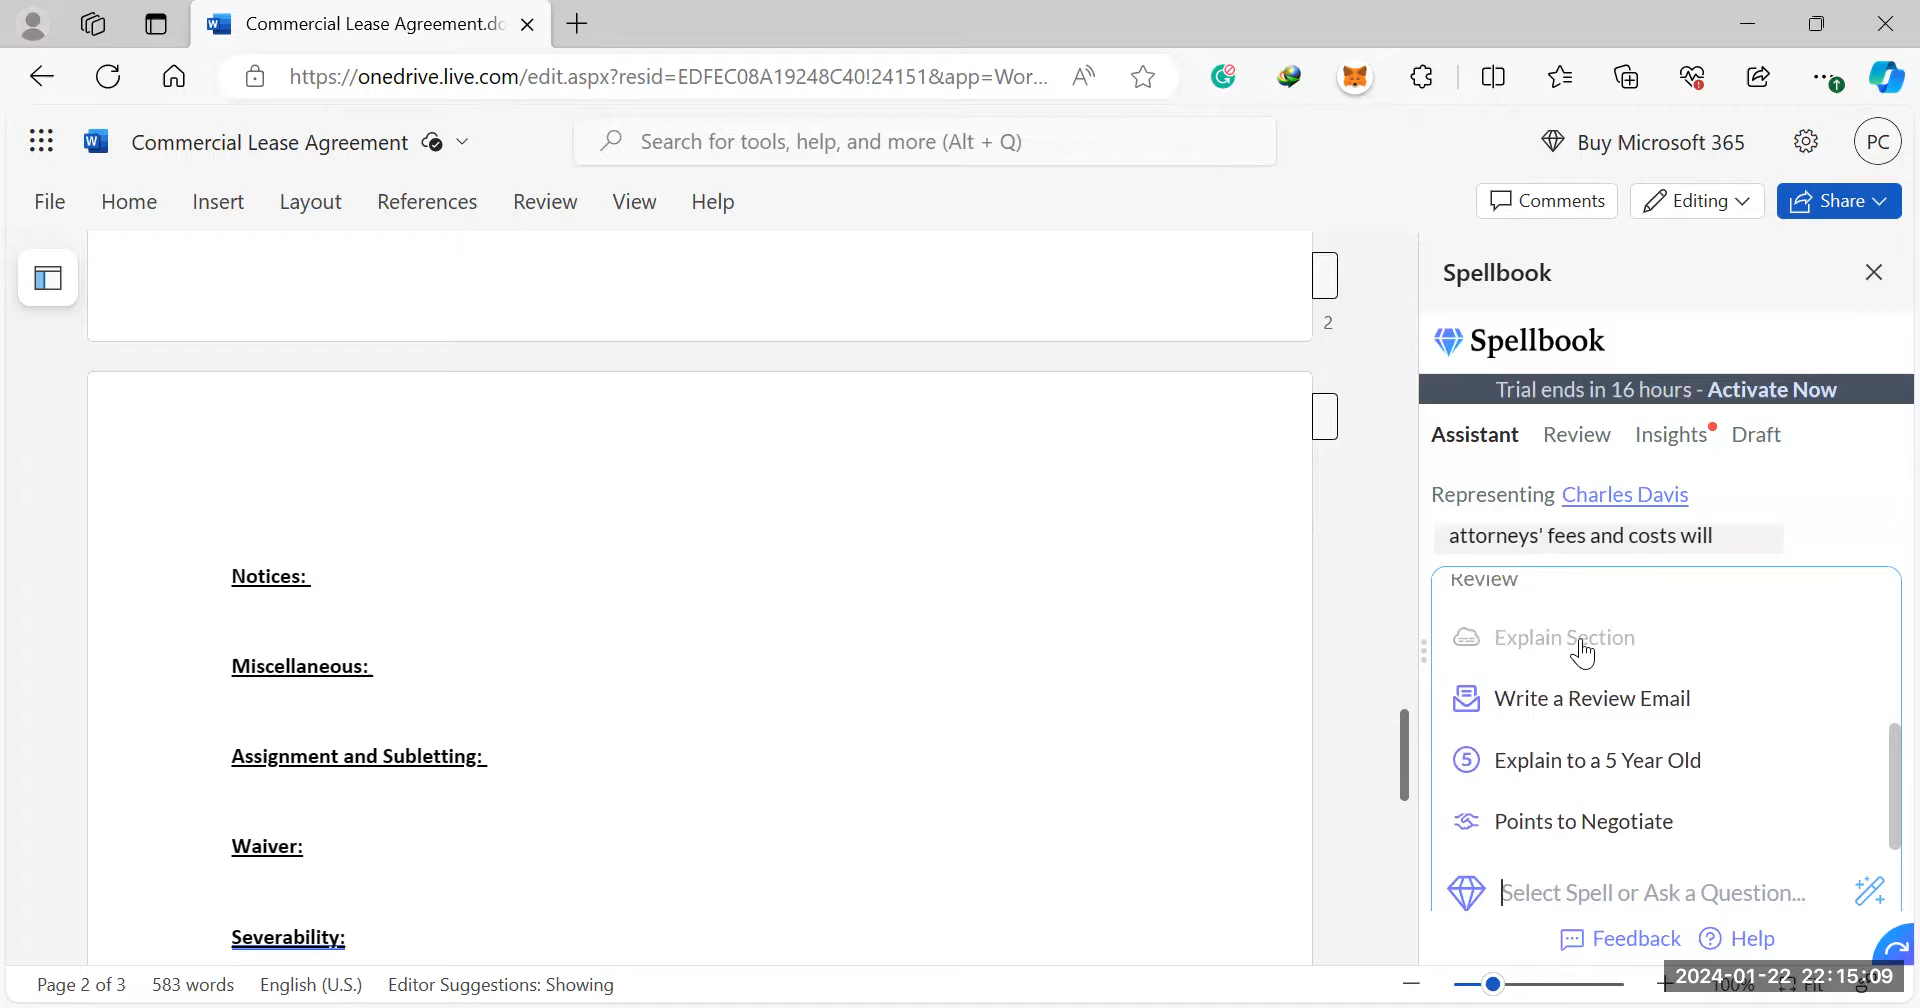 Commercial Lease Agreement.do
https://onedrive.live.com/edit.aspx?resid=EDFEC08A19248C40!24151&app=Wor...
Commercial Lease Agreement
Search for tools, help, and more (Alt + Q)
Buy Microsoft 365
PC
File Home Insert Layout References Review View Help
Comments Editing Share
Spellbook
2
Spellbook
Trial ends in 16 hours - Activate Now
Assistant Review Insights Draft
Representing Charles Davis
attorneys' fees and costs will
Review
Notices:
Explain Section
Miscellaneous:
Write a Review Email
Assignment and Subletting:
5 Explain to a 5 Year Old
Waiver:
Points to Negotiate
Select Spell or Ask a Question...
Severability:
Feedback Help
Page 2 of 3 583 words English (U.S.) Editor Suggestions: Showing
2024-01-22, 22:15:09